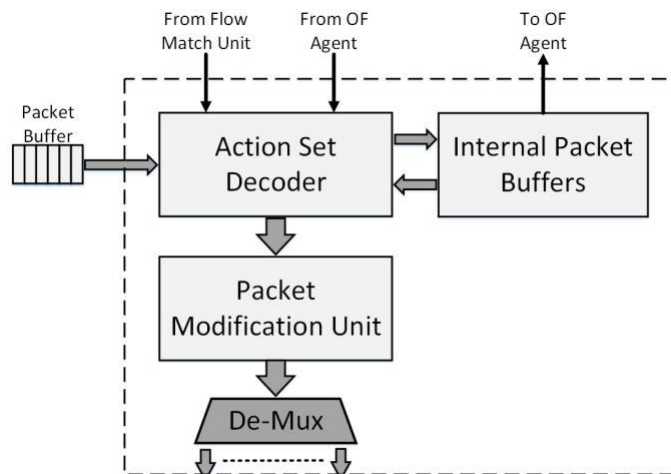 From Flow
Match Unit
From OF
Agent
To OF
Agent
Packet
Buffer
Action Set
Decoder
Internal Packet
Buffers
Packet
Modification Unit
De-Mux